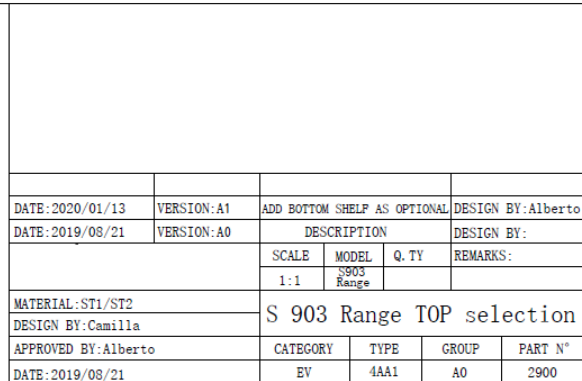 DATE:2020/01/13 VERSION:A1 ADD BOTTOM SHELF AS OPTIONAL DESIGN BY:Alberto
DATE:2019/08/21 VERSION:A0 DESCRIPTION DESIGN BY:
SCALE MODEL Q.TY REMARKS:
1:1 S903
Range
MATERIAL:ST1/ST2
S 903 Range TOP selection
DESIGN BY:Camilla
APPROVED BY:Alberto CATEGORY TYPE GROUP PART N°
DATE:2019/08/21 EV 4AA1 A0 2900